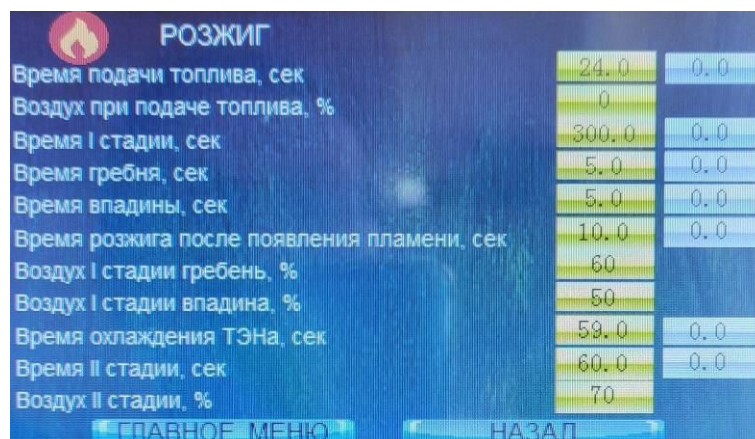 РОЗЖИГ
Время подачи топлива, сек 24.0 0.0
Воздух при подаче топлива, % 0
Время I стадии, сек 300.0 0.0
Время гребня, сек 5.0 0.0
Время впадины, сек 5.0 0.0
Время розжига после появления пламени, сек 10.0 0.0
Воздух I стадии гребень, % 60
Воздух I стадии впадина, % 50
Время охлаждения ТЭНа, сек 59.0 0.0
Время II стадии, сек 60.0 0.0
Воздух II стадии, % 70
ГЛАВНОЕ МЕНЮ НАЗАД